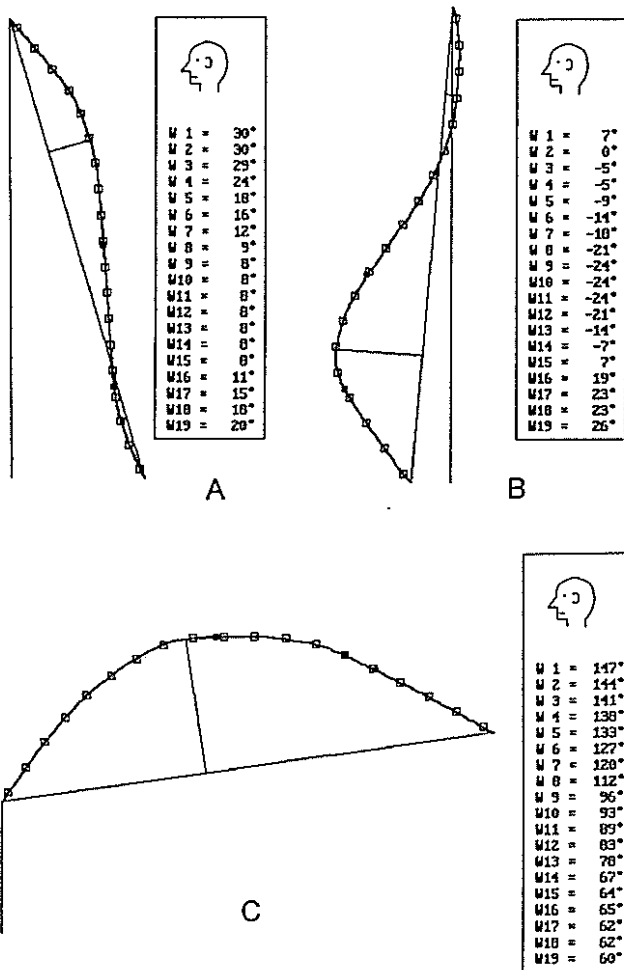 W 1 = 30°
W 2 = 30°
W 3 = 29°
W 4 = 24°
W 5 = 18°
W 6 = 16°
W 7 = 12°
W 8 = 9°
W 9 = 8°
W10 = 8°
W11 = 8°
W12 = 8°
W13 = 8°
W14 = 8°
W15 = 8°
W16 = 11°
W17 = 15°
W18 = 18°
W19 = 20°
A
W 1 = 7°
W 2 = 0°
W 3 = -5°
W 4 = -5°
W 5 = -9°
W 6 = -14°
W 7 = -18°
W 8 = -21°
W 9 = -24°
W10 = -24°
W11 = -24°
W12 = -21°
W13 = -14°
W14 = -7°
W15 = 7°
W16 = 19°
W17 = 23°
W18 = 23°
W19 = 26°
B
W 1 = 147°
W 2 = 144°
W 3 = 141°
W 4 = 138°
W 5 = 133°
W 6 = 127°
W 7 = 120°
W 8 = 112°
W 9 = 96°
W10 = 93°
W11 = 89°
W12 = 83°
W13 = 78°
W14 = 67°
W15 = 64°
W16 = 65°
W17 = 62°
W18 = 62°
W19 = 60°
C